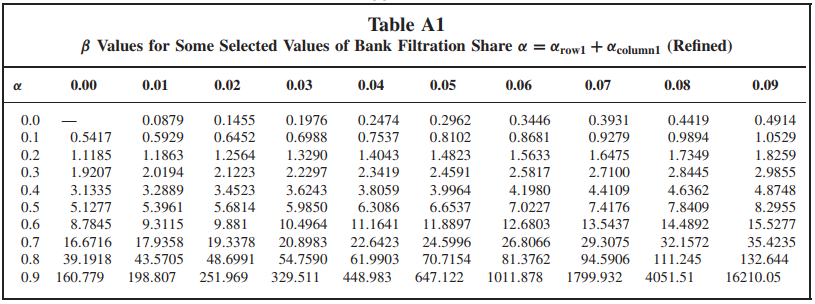 Table A1
β Values for Some Selected Values of Bank Filtration Share α = αrow1 + αcolumn1 (Refined)
α 0.00 0.01 0.02 0.03 0.04 0.05 0.06 0.07 0.08 0.09
0.0 — 0.0879 0.1455 0.1976 0.2474 0.2962 0.3446 0.3931 0.4419 0.4914
0.1 0.5417 0.5929 0.6452 0.6988 0.7537 0.8102 0.8681 0.9279 0.9894 1.0529
0.2 1.1185 1.1863 1.2564 1.3290 1.4043 1.4823 1.5633 1.6475 1.7349 1.8259
0.3 1.9207 2.0194 2.1223 2.2297 2.3419 2.4591 2.5817 2.7100 2.8445 2.9855
0.4 3.1335 3.2889 3.4523 3.6243 3.8059 3.9964 4.1980 4.4109 4.6362 4.8748
0.5 5.1277 5.3961 5.6814 5.9850 6.3086 6.6537 7.0227 7.4176 7.8409 8.2955
0.6 8.7845 9.3115 9.881 10.4964 11.1641 11.8897 12.6803 13.5437 14.4892 15.5277
0.7 16.6716 17.9358 19.3378 20.8983 22.6423 24.5996 26.8066 29.3075 32.1572 35.4235
0.8 39.1918 43.5705 48.6991 54.7590 61.9903 70.7154 81.3762 94.5906 111.245 132.644
0.9 160.779 198.807 251.969 329.511 448.983 647.122 1011.878 1799.932 4051.51 16210.05